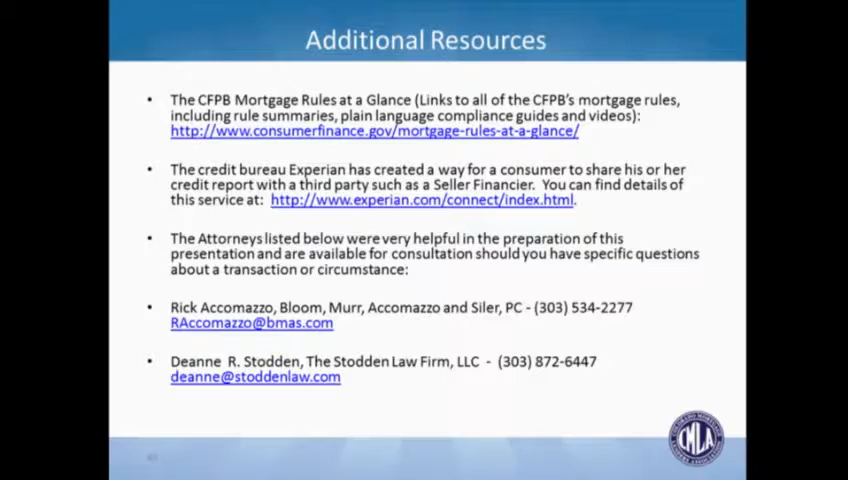 Additional Resources
• The CFPB Mortgage Rules at a Glance (Links to all of the CFPB's mortgage rules,
including rule summaries, plain language compliance guides and videos):
http://www.consumerfinance.gov/mortgage-rules-at-a-glance/
• The credit bureau Experian has created a way for a consumer to share his or her
credit report with a third party such as a Seller Financier. You can find details of
this service at: http://www.experian.com/connect/index.html.
• The Attorneys listed below were very helpful in the preparation of this
presentation and are available for consultation should you have specific questions
about a transaction or circumstance:
• Rick Accomazzo, Bloom, Murr, Accomazzo and Siler, PC - (303) 534-2277
RAccomazzo@bmas.com
• Deanne R. Stodden, The Stodden Law Firm, LLC - (303) 872-6447
deanne@stoddenlaw.com
CMLA